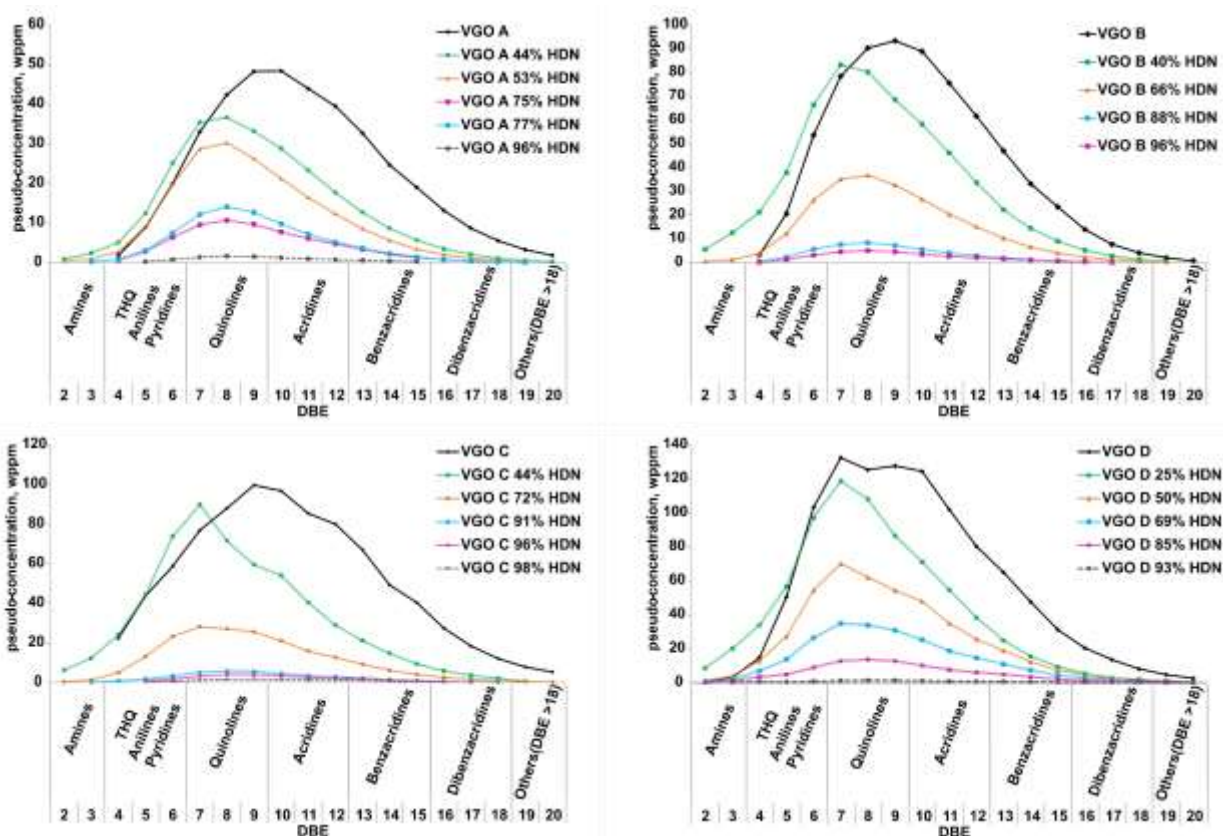 60
50
40
30
20
10
0
pseudo-concentration, wppm
VGO A
VGO A 44% HDN
VGO A 53% HDN
VGO A 75% HDN
VGO A 77% HDN
VGO A 96% HDN
Amines
THQ
Anilines
Pyridines
Quinolines
Acridines
Benzacridines
Dibenzacridines
Others(DBE >18)
2 3 4 5 6 7 8 9 10 11 12 13 14 15 16 17 18 19 20
DBE
100
90
80
70
60
50
40
30
20
10
0
pseudo-concentration, wppm
VGO B
VGO B 40% HDN
VGO B 66% HDN
VGO B 88% HDN
VGO B 96% HDN
Amines
THQ
Anilines
Pyridines
Quinolines
Acridines
Benzacridines
Dibenzacridines
Others(DBE >18)
2 3 4 5 6 7 8 9 10 11 12 13 14 15 16 17 18 19 20
DBE
120
100
80
60
40
20
0
pseudo-concentration, wppm
VGO C
VGO C 44% HDN
VGO C 72% HDN
VGO C 91% HDN
VGO C 96% HDN
VGO C 98% HDN
Amines
THQ
Anilines
Pyridines
Quinolines
Acridines
Benzacridines
Dibenzacridines
Others(DBE >18)
2 3 4 5 6 7 8 9 10 11 12 13 14 15 16 17 18 19 20
DBE
140
120
100
80
60
40
20
0
pseudo-concentration, wppm
VGO D
VGO D 25% HDN
VGO D 50% HDN
VGO D 69% HDN
VGO D 85% HDN
VGO D 93% HDN
Amines
THQ
Anilines
Pyridines
Quinolines
Acridines
Benzacridines
Dibenzacridines
Others(DBE >18)
2 3 4 5 6 7 8 9 10 11 12 13 14 15 16 17 18 19 20
DBE